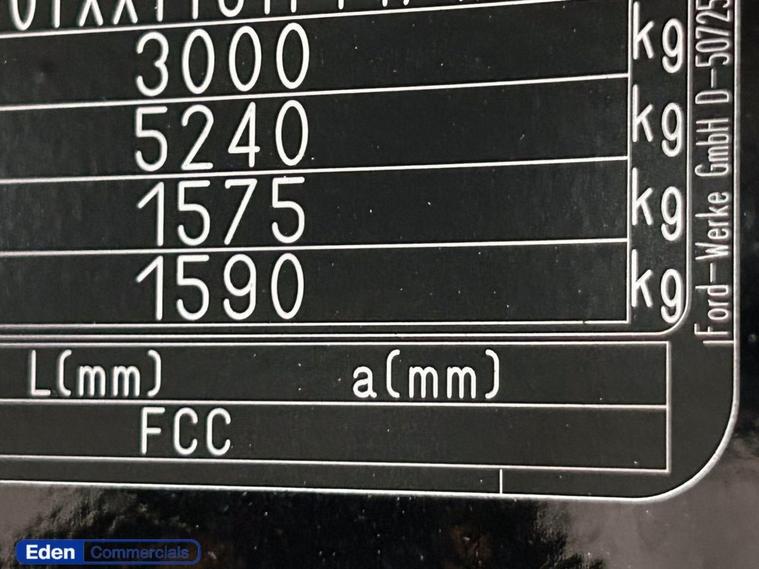 3000 kg
5240 kg
1575 kg
1590 kg
Ford-Werke GmbH D-50725
L(mm) a(mm)
FCC
Eden Commercials